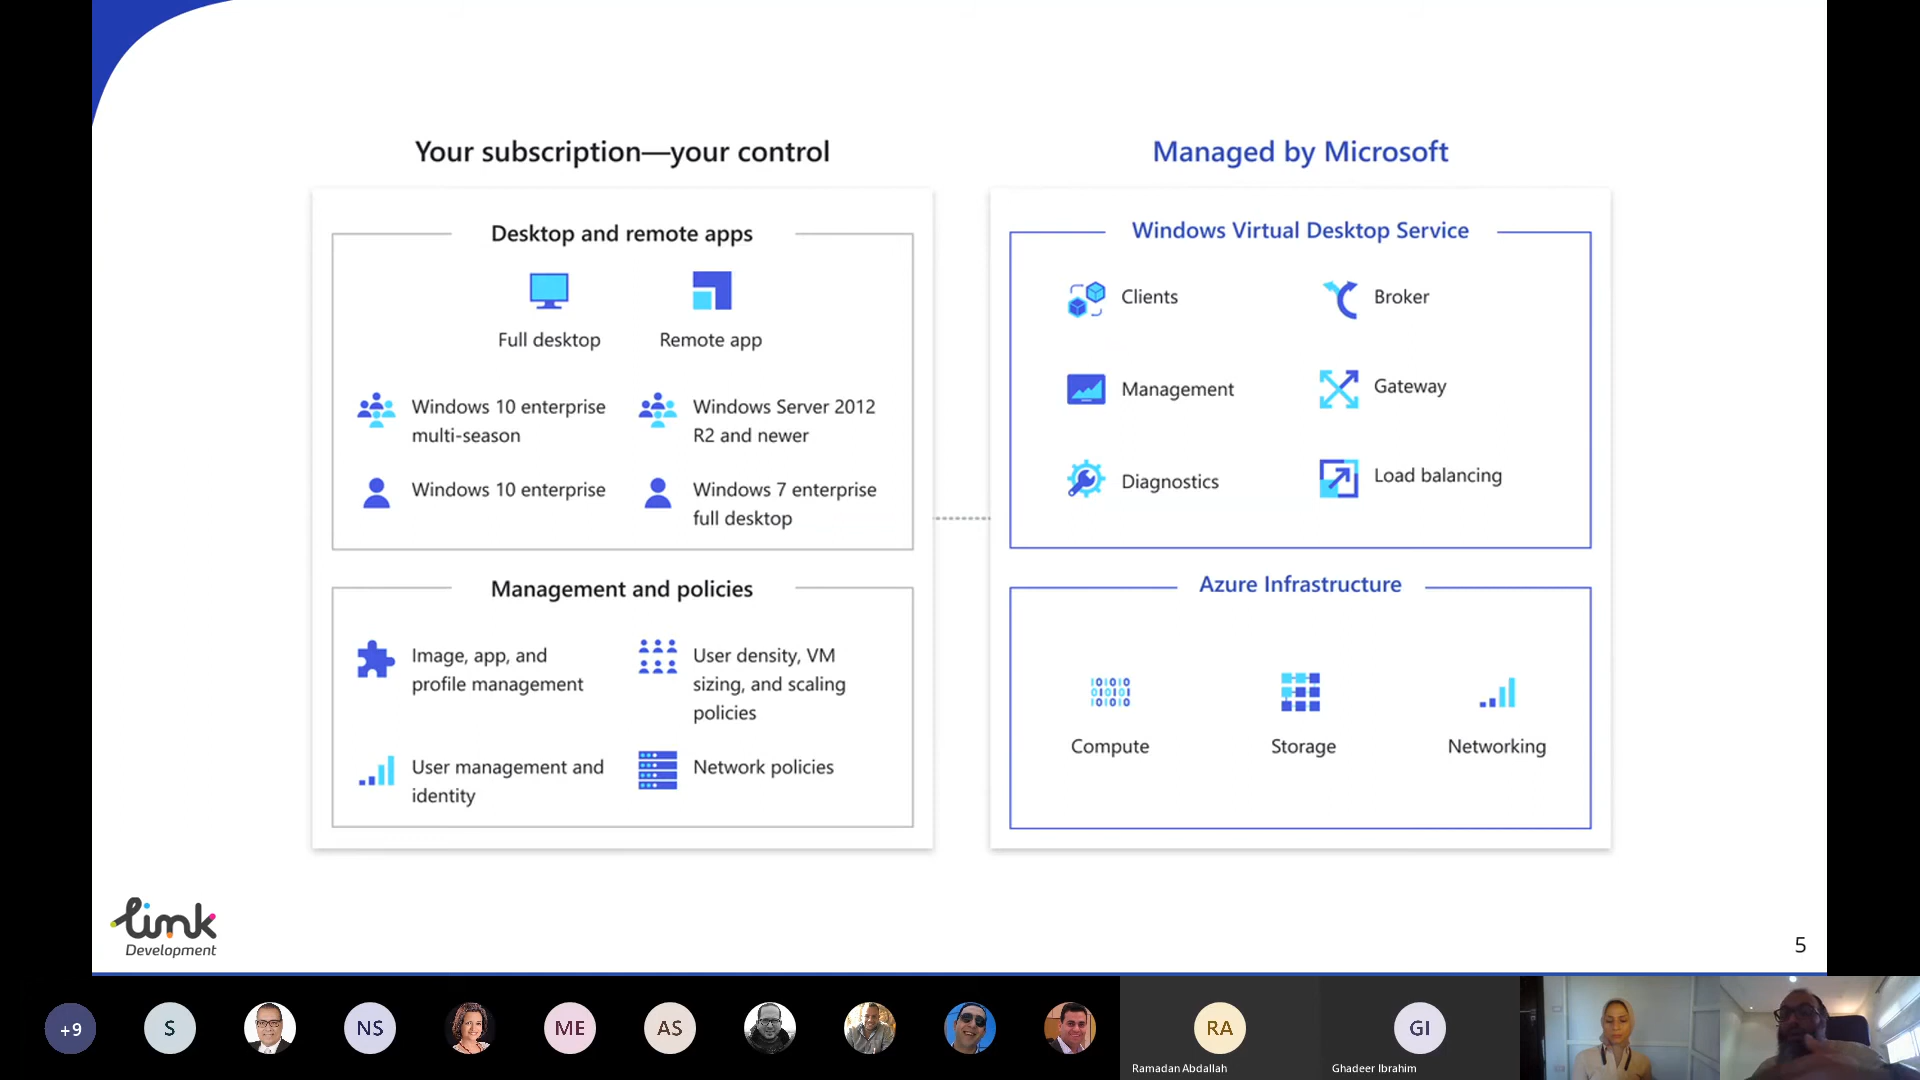 Your subscription—your control
Desktop and remote apps
Full desktop
Remote app
Windows 10 enterprise
multi-season
Windows Server 2012
R2 and newer
Windows 10 enterprise
Windows 7 enterprise
full desktop
Management and policies
Image, app, and
profile management
User density, VM
sizing, and scaling
policies
User management and
identity
Network policies
Managed by Microsoft
Windows Virtual Desktop Service
Clients
Broker
Management
Gateway
Diagnostics
Load balancing
Azure Infrastructure
Compute
Storage
Networking
link
Development
5
+9
S
NS
ME
AS
RA
Ramadan Abdallah
GI
Ghadeer Ibrahim